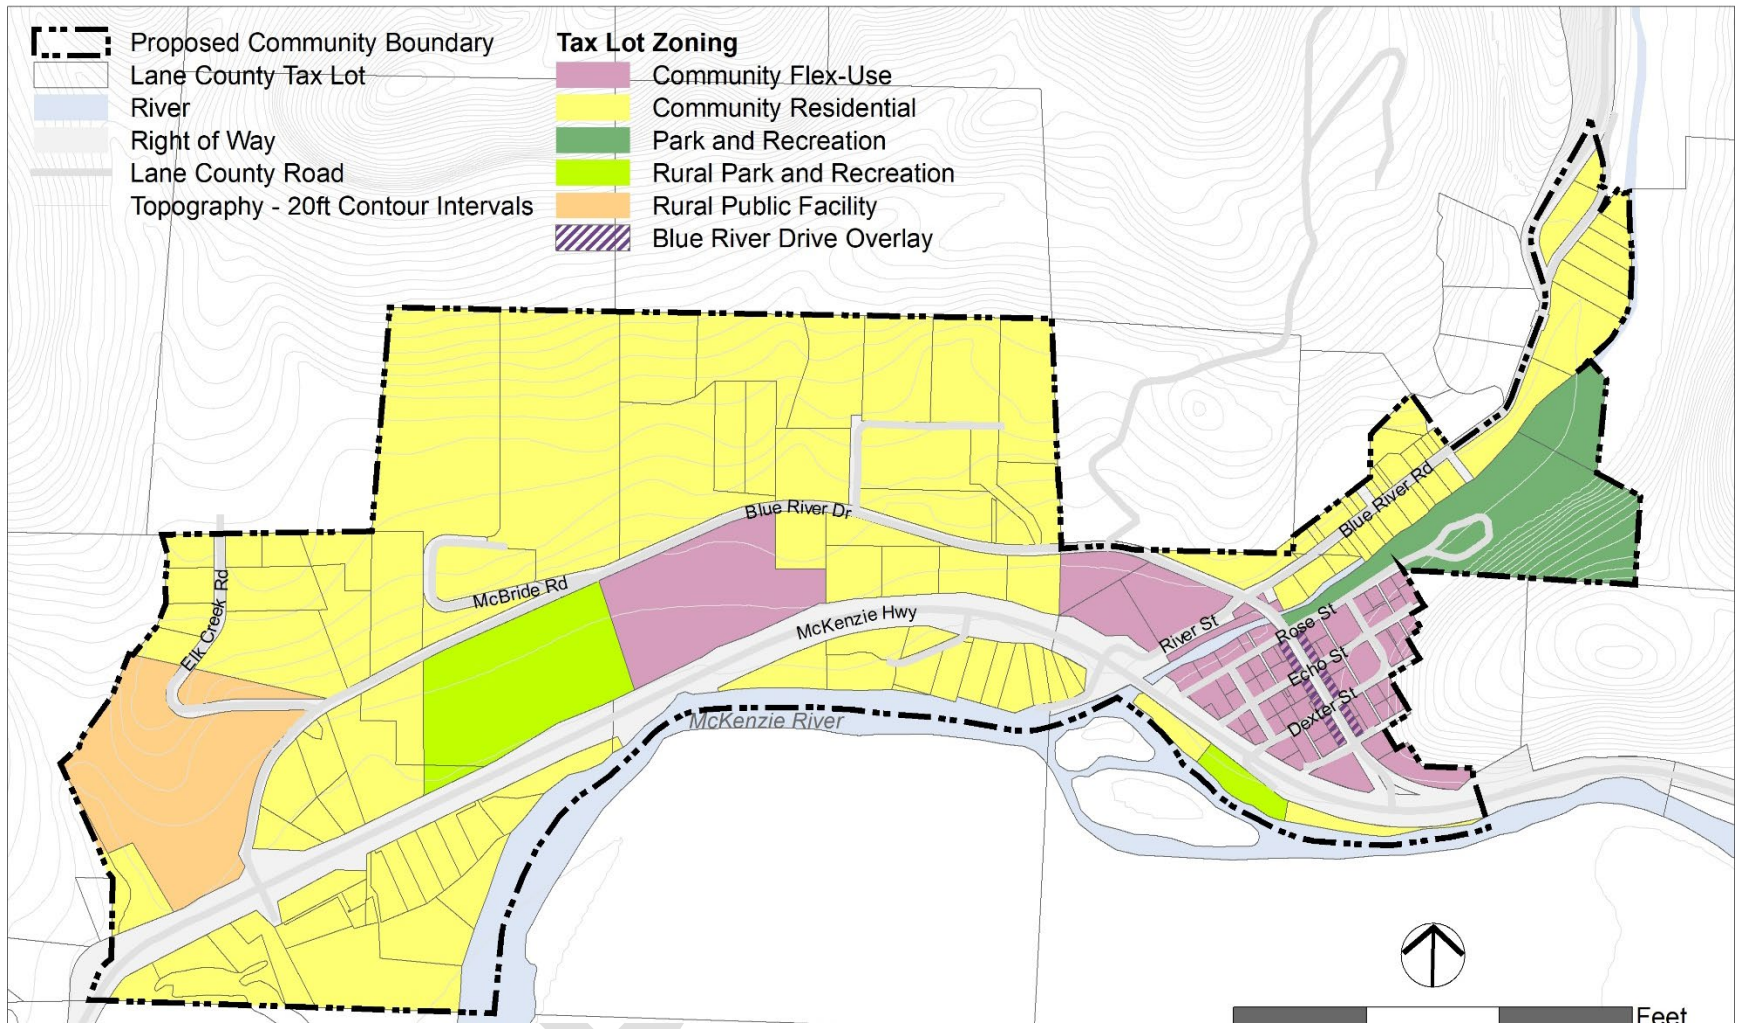 Proposed Community Boundary
Lane County Tax Lot
River
Right of Way
Lane County Road
Topography - 20ft Contour Intervals
Tax Lot Zoning
Community Flex-Use
Community Residential
Park and Recreation
Rural Park and Recreation
Rural Public Facility
Blue River Drive Overlay
Blue River Rd
Blue River Dr
McBride Rd
Elk Creek Rd
McKenzie Hwy
River St
Rose St
Echo St
Dexter St
McKenzie River
Feet